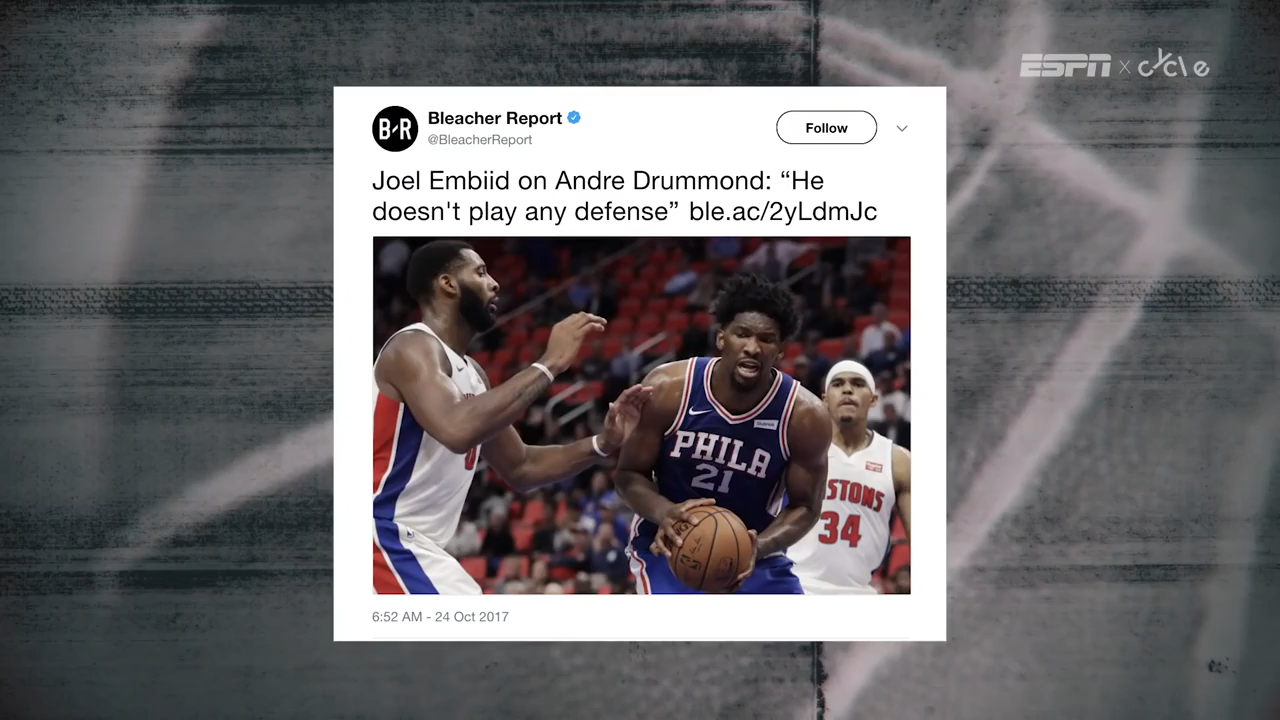 ESPN x cycle
B R
Bleacher Report
@BleacherReport
Follow
Joel Embiid on Andre Drummond: “He
doesn't play any defense” ble.ac/2yLdmJc
PHILA
21
STONS
34
0
6:52 AM - 24 Oct 2017